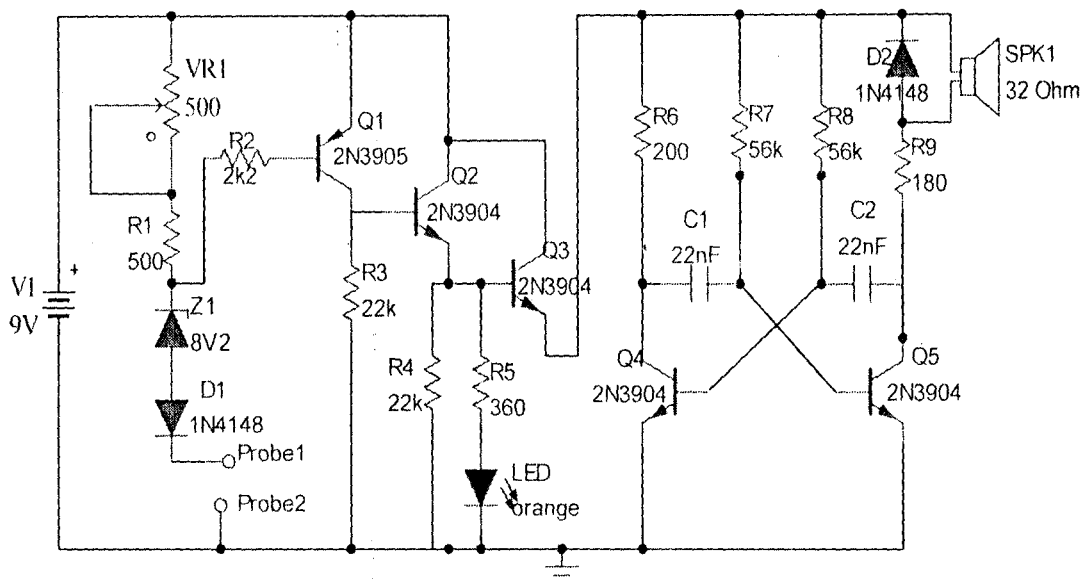 VR1
500
R1
500
V1
+
9V
Z1
8V2
D1
1N4148
Probe1
Probe2
R2
2k2
Q1
2N3905
R3
22k
Q2
2N3904
R4
22k
R5
360
LED
orange
Q3
2N3904
R6
200
R7
56k
R8
56k
D2
1N4148
SPK1
32 Ohm
R9
180
C1
22nF
C2
22nF
Q4
2N3904
Q5
2N3904